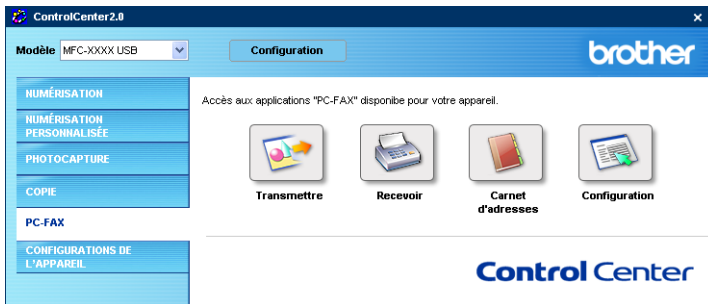 ControlCenter2.0
Modèle MFC-XXXX USB
Configuration
brother
NUMÉRISATION
NUMÉRISATION
PERSONNALISÉE
PHOTOCAPTURE
COPIE
PC-FAX
CONFIGURATIONS DE
L'APPAREIL
Accès aux applications "PC-FAX" disponibe pour votre appareil.
Transmettre
Recevoir
Carnet
d'adresses
Configuration
Control Center